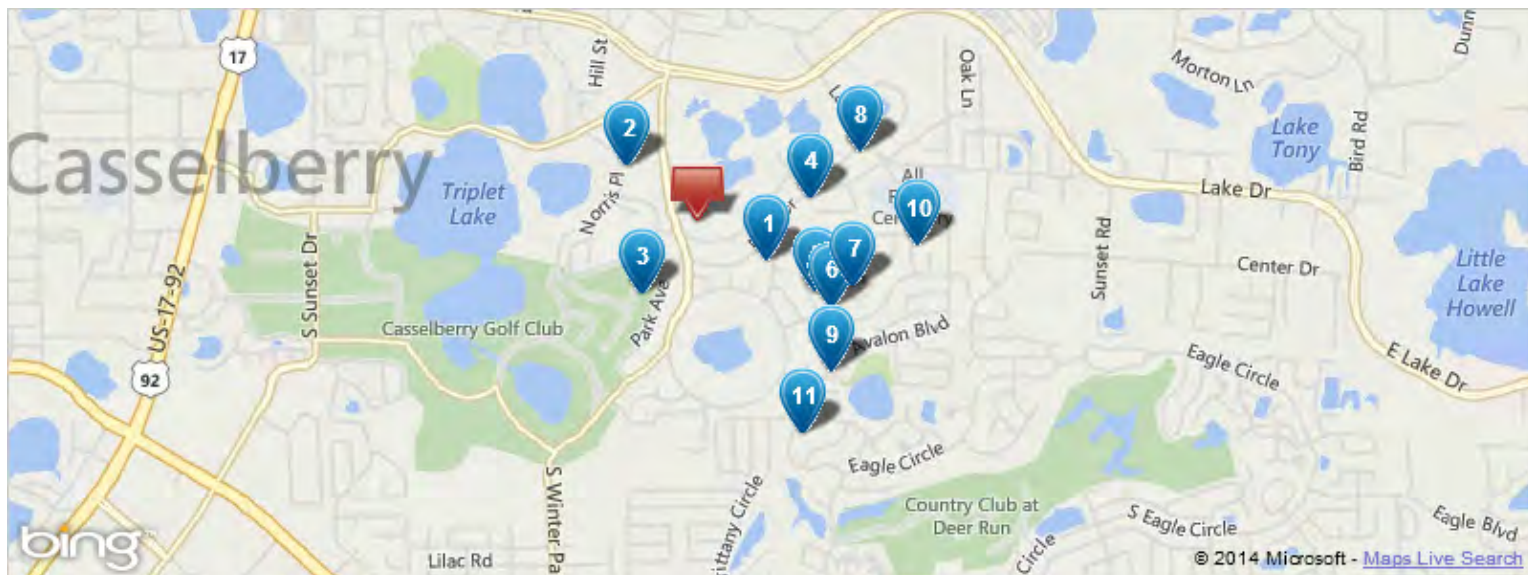 17
Hill St
Oak Ln
Morton Ln
Dunn
Casselberry
2
8
Lake
Tony
Bird Rd
4
All
Triplet
Lake
Norris Pl
Lake Dr
1
10
3
6
7
Sunset Rd
Center Dr
Little
Lake
Howell
US-17-92
S Sunset Dr
Casselberry Golf Club
Park Ave
9
Avalon Blvd
Eagle Circle
E Lake Dr
92
11
Eagle Circle
S Winter Pa
rittany Circle
Country Club at
Deer Run
S Eagle Circle
Eagle Blvd
bing
Lilac Rd
Circle
© 2014 Microsoft - Maps Live Search